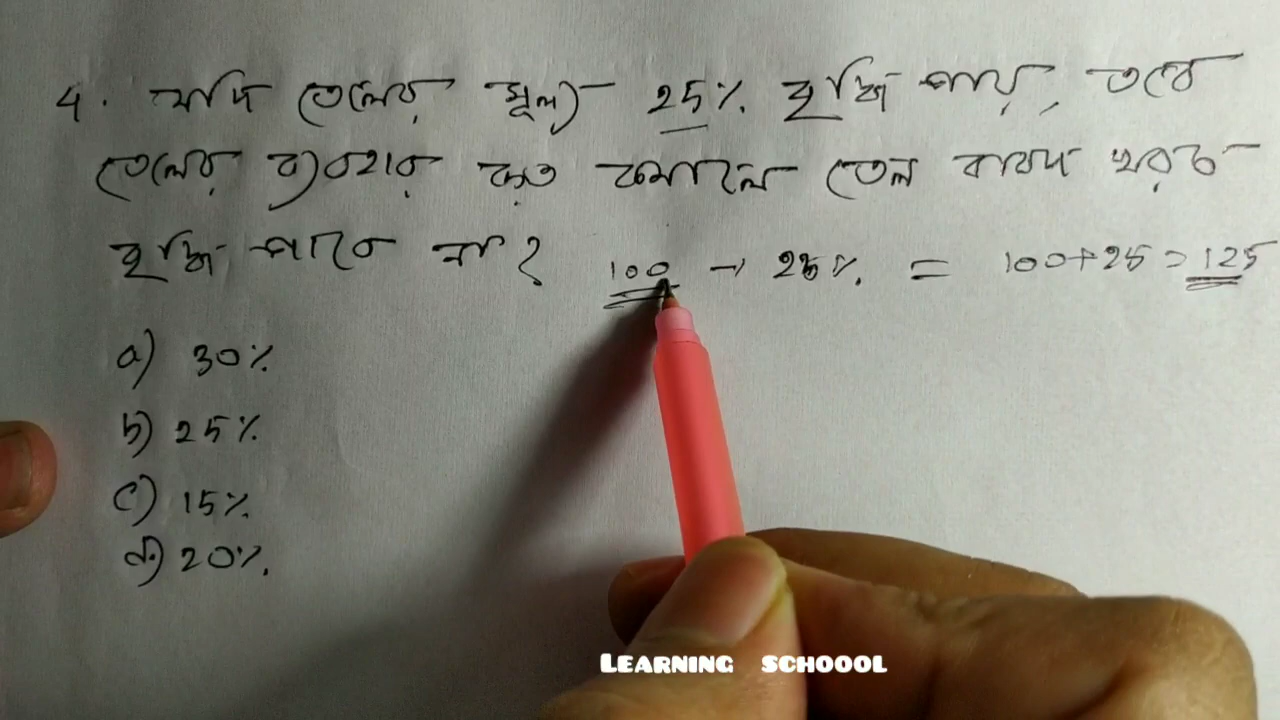 4. যদি তেলের মূল্য 25% বৃদ্ধি পায়, তবে
তেলের ব্যবহার কত কমালে তেল বাবদ খরচ
বৃদ্ধি পাবে না?
100 → 25% = 100+25 = 125
a) 30%
b) 25%
c) 15%
d) 20%.
LEARNING SCHOOOL